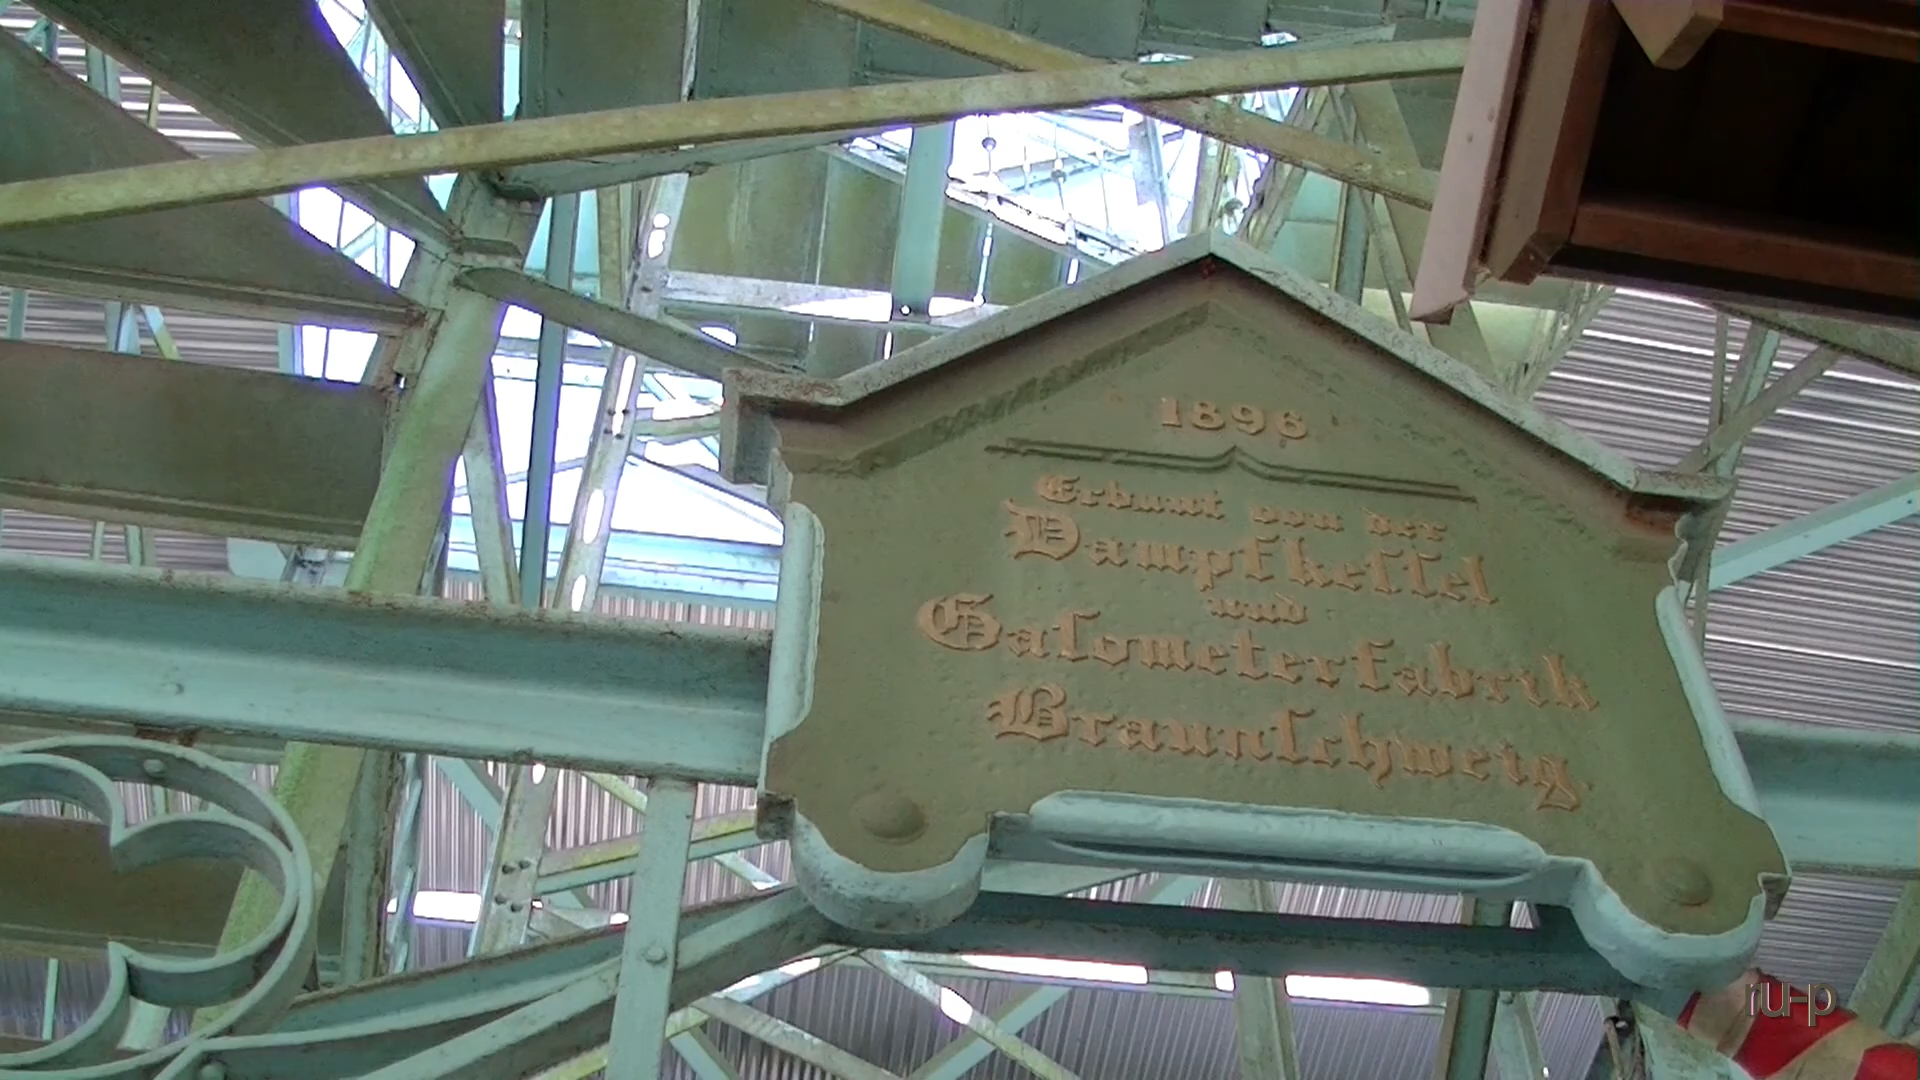 1896
Erbaut von der
Dampfkeſſel
und
Gaſometerfabrik
Braunſchweig.
ru-p